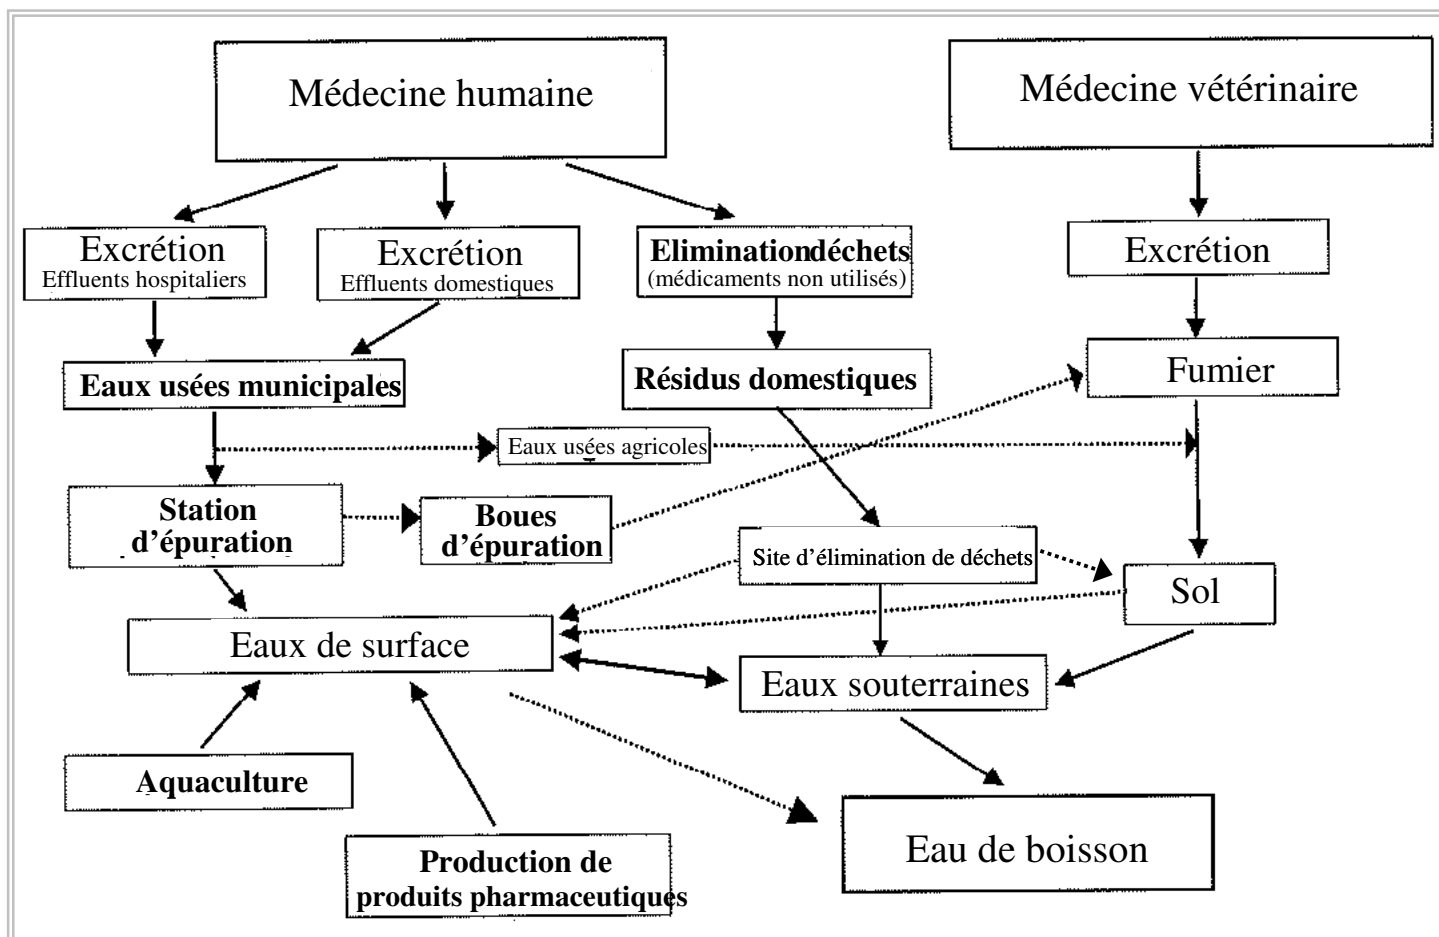 Médecine humaine
Médecine vétérinaire
Excrétion
Effluents hospitaliers
Excrétion
Effluents domestiques
Elimination déchets
(médicaments non utilisés)
Excrétion
Eaux usées municipales
Résidus domestiques
Fumier
Eaux usées agricoles
Station
d'épuration
Boues
d'épuration
Site d'élimination de déchets
Sol
Eaux de surface
Eaux souterraines
Aquaculture
Production de
produits pharmaceutiques
Eau de boisson